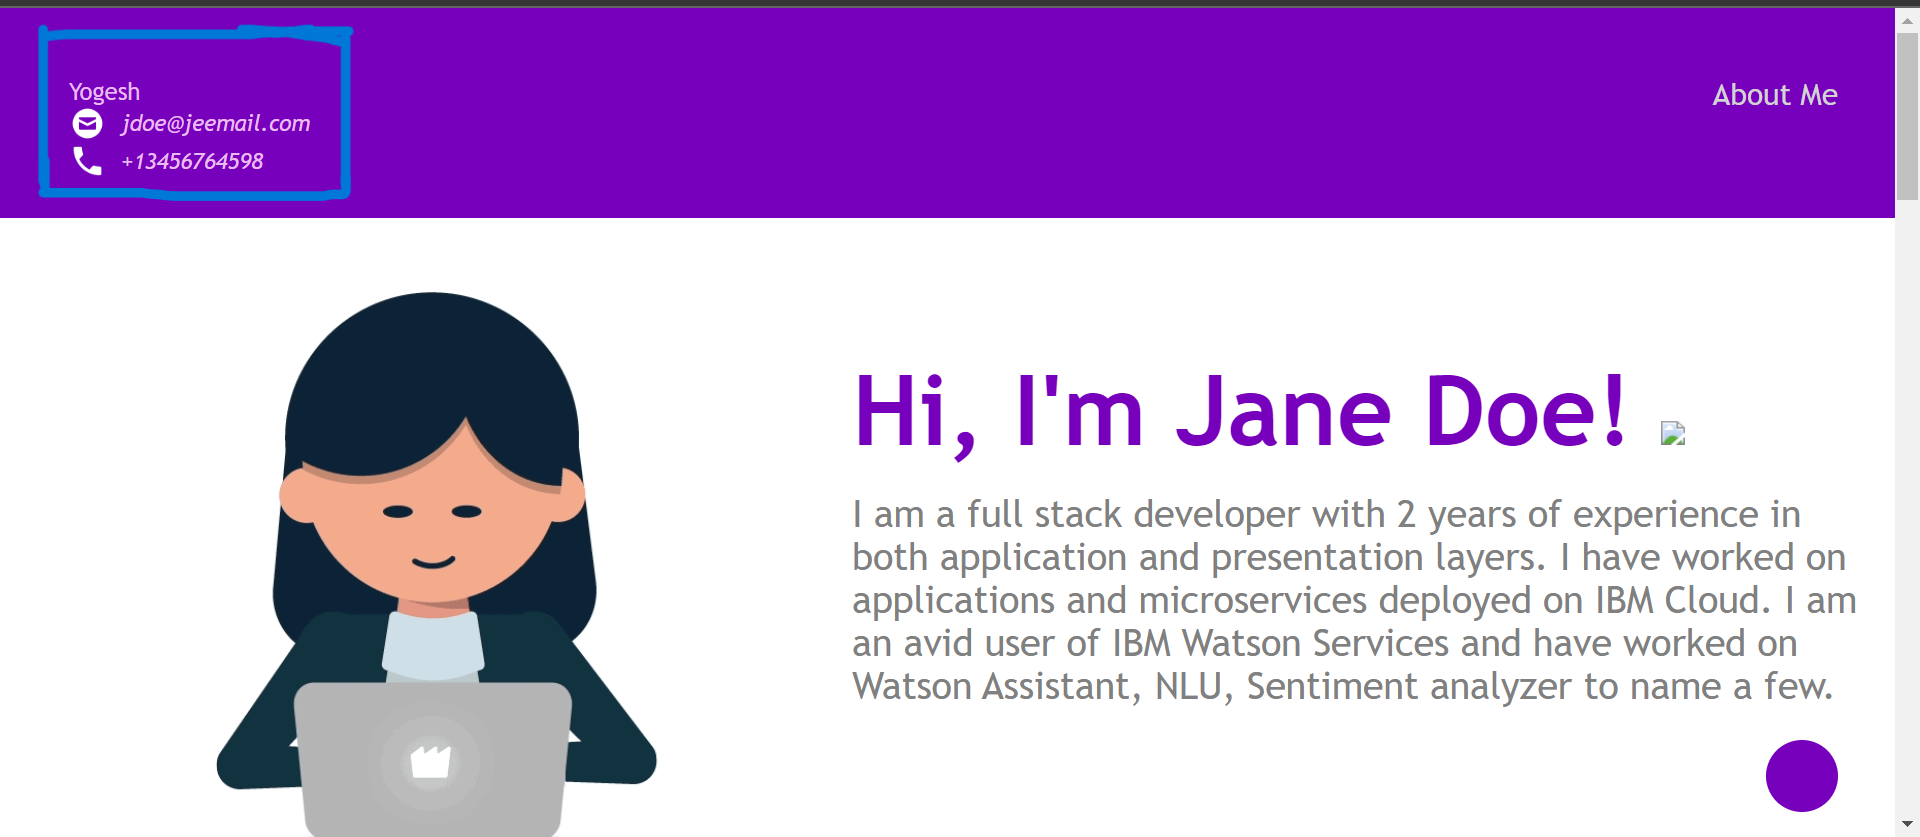 Yogesh
jdoe@jeemail.com
+13456764598
About Me
Hi, I'm Jane Doe!
I am a full stack developer with 2 years of experience in
both application and presentation layers. I have worked on
applications and microservices deployed on IBM Cloud. I am
an avid user of IBM Watson Services and have worked on
Watson Assistant, NLU, Sentiment analyzer to name a few.